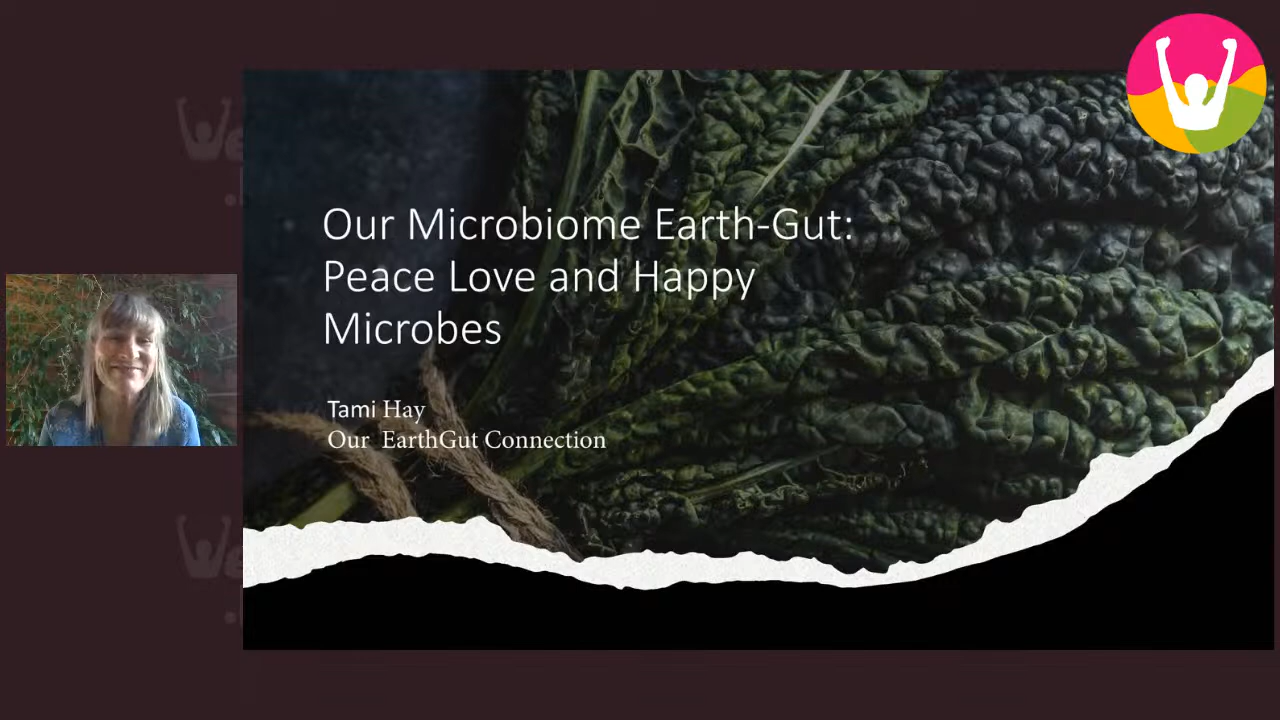 Our Microbiome Earth-Gut:
Peace Love and Happy
Microbes
Tami Hay
Our EarthGut Connection